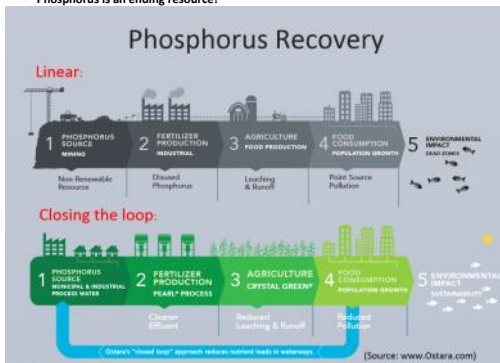 Phosphorus is an ending resource!
Phosphorus Recovery
Linear:
1 PHOSPHORUS SOURCE MINING
2 FERTILIZER PRODUCTION INDUSTRIAL
3 AGRICULTURE FOOD PRODUCTION
4 FOOD CONSUMPTION POPULATION GROWTH
5 ENVIRONMENTAL IMPACT DEAD ZONES
Non-Renewable Resource
Disused Phosphorus
Leaching & Runoff
Point Source Pollution
Closing the loop:
1 PHOSPHORUS SOURCE MUNICIPAL & INDUSTRIAL PROCESS WATER
2 FERTILIZER PRODUCTION PEARL® PROCESS
3 AGRICULTURE CRYSTAL GREEN®
4 FOOD CONSUMPTION POPULATION GROWTH
5 ENVIRONMENTAL IMPACT SUSTAINABILITY
Cleaner Effluent
Reduced Leaching & Runoff
Reduced Pollution
Ostara's "closed loop" approach reduces nutrient loads in waterways.
(Source: www.Ostara.com)